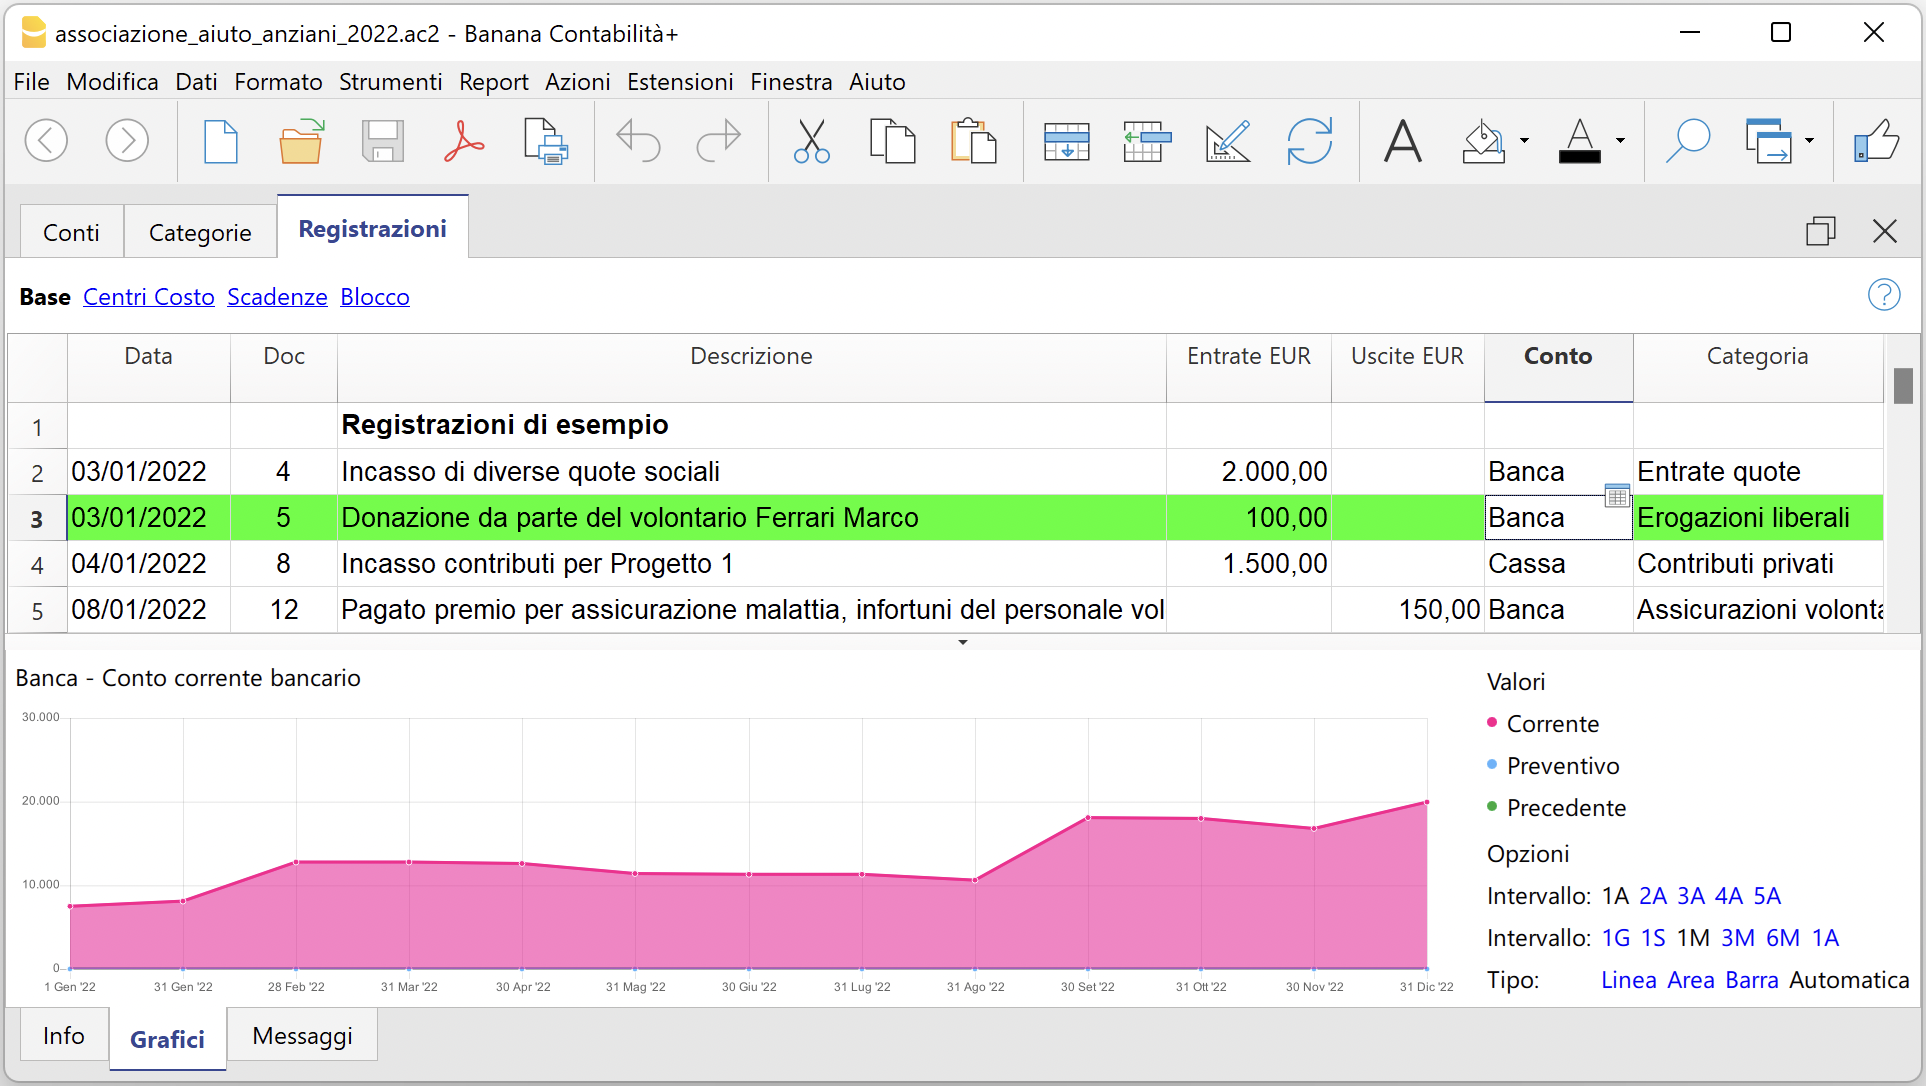 associazione_aiuto_anziani_2022.ac2 - Banana Contabilità+
File Modifica Dati Formato Strumenti Report Azioni Estensioni Finestra Aiuto
Conti Categorie Registrazioni
Base Centri Costo Scadenze Blocco
Data Doc Descrizione Entrate EUR Uscite EUR Conto Categoria
1 Registrazioni di esempio
2 03/01/2022 4 Incasso di diverse quote sociali 2.000,00 Banca Entrate quote
3 03/01/2022 5 Donazione da parte del volontario Ferrari Marco 100,00 Banca Erogazioni liberali
4 04/01/2022 8 Incasso contributi per Progetto 1 1.500,00 Cassa Contributi privati
5 08/01/2022 12 Pagato premio per assicurazione malattia, infortuni del personale vol 150,00 Banca Assicurazioni volonta
Banca - Conto corrente bancario
30.000
20.000
10.000
0
1 Gen '22 31 Gen '22 28 Feb '22 31 Mar '22 30 Apr '22 31 Mag '22 30 Giu '22 31 Lug '22 31 Ago '22 30 Set '22 31 Ott '22 30 Nov '22 31 Dic '22
Valori
Corrente
Preventivo
Precedente
Opzioni
Intervallo: 1A 2A 3A 4A 5A
Intervallo: 1G 1S 1M 3M 6M 1A
Tipo: Linea Area Barra Automatica
Info Grafici Messaggi